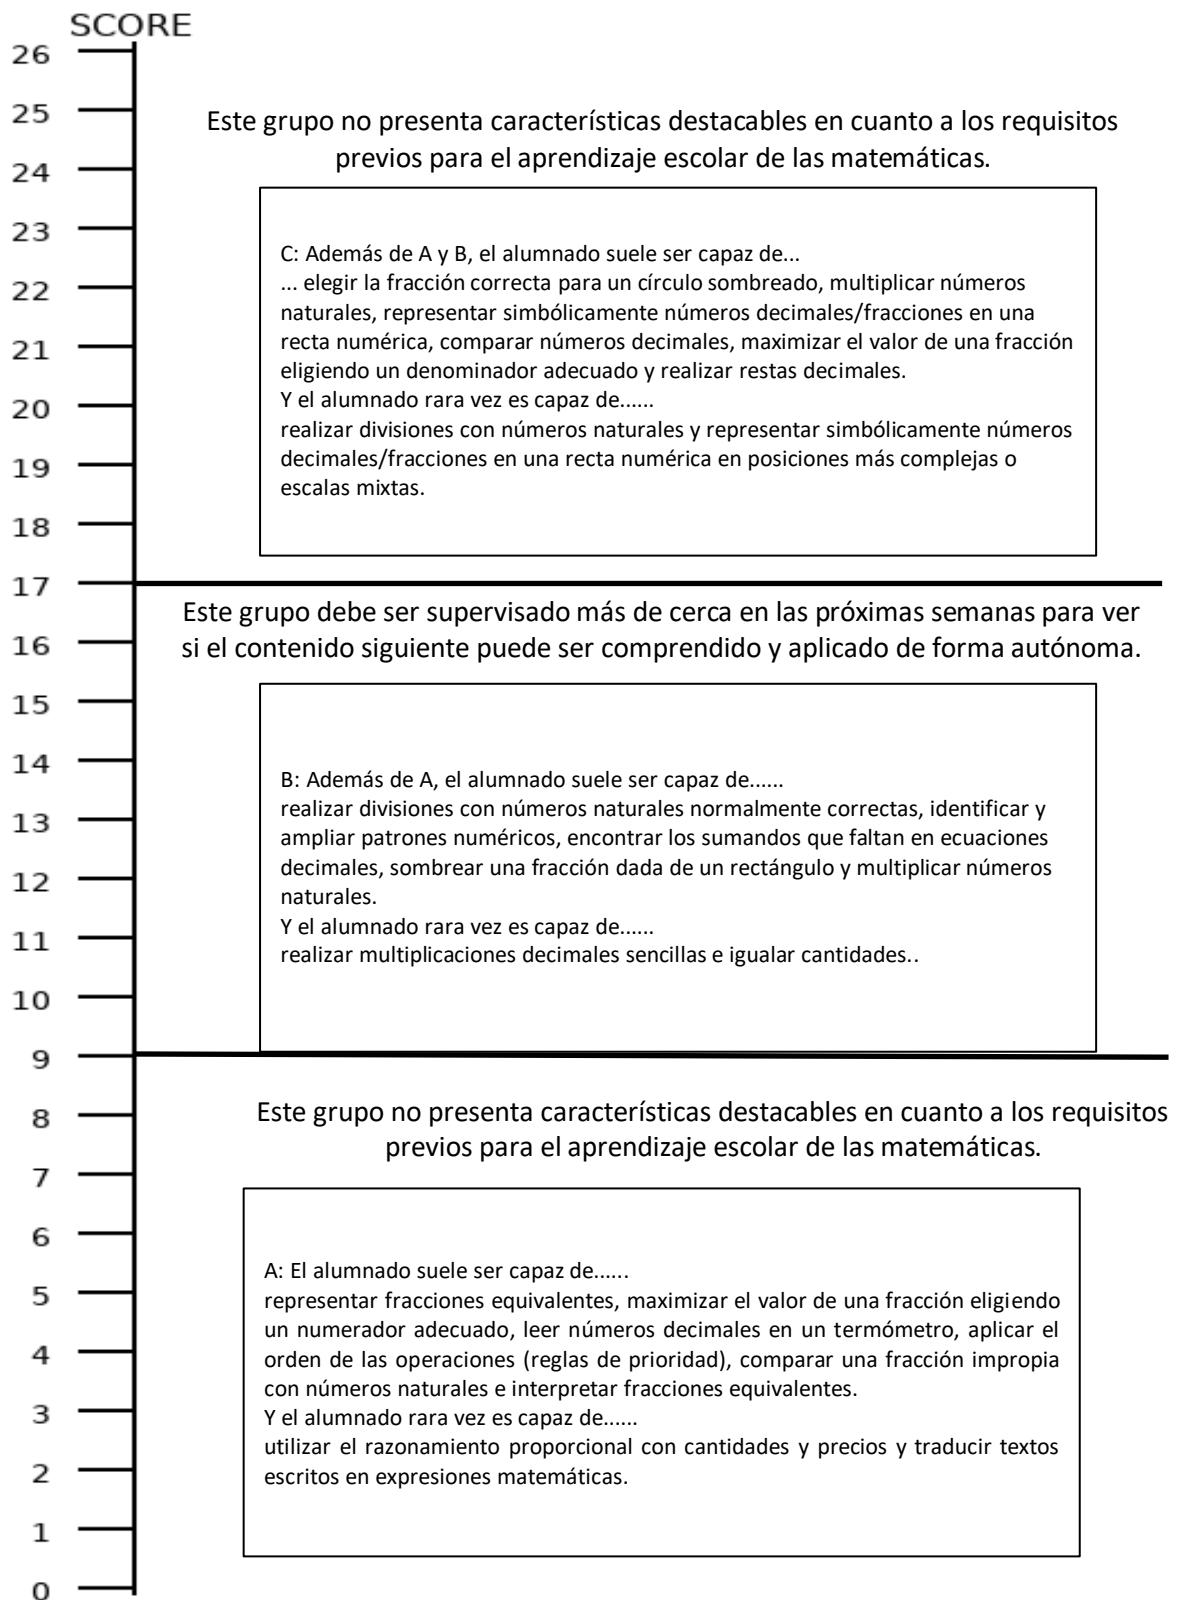 SCORE
26
25
Este grupo no presenta características destacables en cuanto a los requisitos
previos para el aprendizaje escolar de las matemáticas.
24
23
C: Además de A y B, el alumnado suele ser capaz de...
... elegir la fracción correcta para un círculo sombreado, multiplicar números
22
naturales, representar simbólicamente números decimales/fracciones en una
recta numérica, comparar números decimales, maximizar el valor de una fracción
21
eligiendo un denominador adecuado y realizar restas decimales.
Y el alumnado rara vez es capaz de......
20
realizar divisiones con números naturales y representar simbólicamente números
decimales/fracciones en una recta numérica en posiciones más complejas o
19
escalas mixtas.
18
17
Este grupo debe ser supervisado más de cerca en las próximas semanas para ver
si el contenido siguiente puede ser comprendido y aplicado de forma autónoma.
16
15
14
B: Además de A, el alumnado suele ser capaz de......
realizar divisiones con números naturales normalmente correctas, identificar y
13
ampliar patrones numéricos, encontrar los sumandos que faltan en ecuaciones
decimales, sombrear una fracción dada de un rectángulo y multiplicar números
12
naturales.
Y el alumnado rara vez es capaz de......
11
realizar multiplicaciones decimales sencillas e igualar cantidades..
10
9
8
Este grupo no presenta características destacables en cuanto a los requisitos
previos para el aprendizaje escolar de las matemáticas.
7
6
A: El alumnado suele ser capaz de......
5
representar fracciones equivalentes, maximizar el valor de una fracción eligiendo
un numerador adecuado, leer números decimales en un termómetro, aplicar el
4
orden de las operaciones (reglas de prioridad), comparar una fracción impropia
con números naturales e interpretar fracciones equivalentes.
3
Y el alumnado rara vez es capaz de......
utilizar el razonamiento proporcional con cantidades y precios y traducir textos
2
escritos en expresiones matemáticas.
1
0